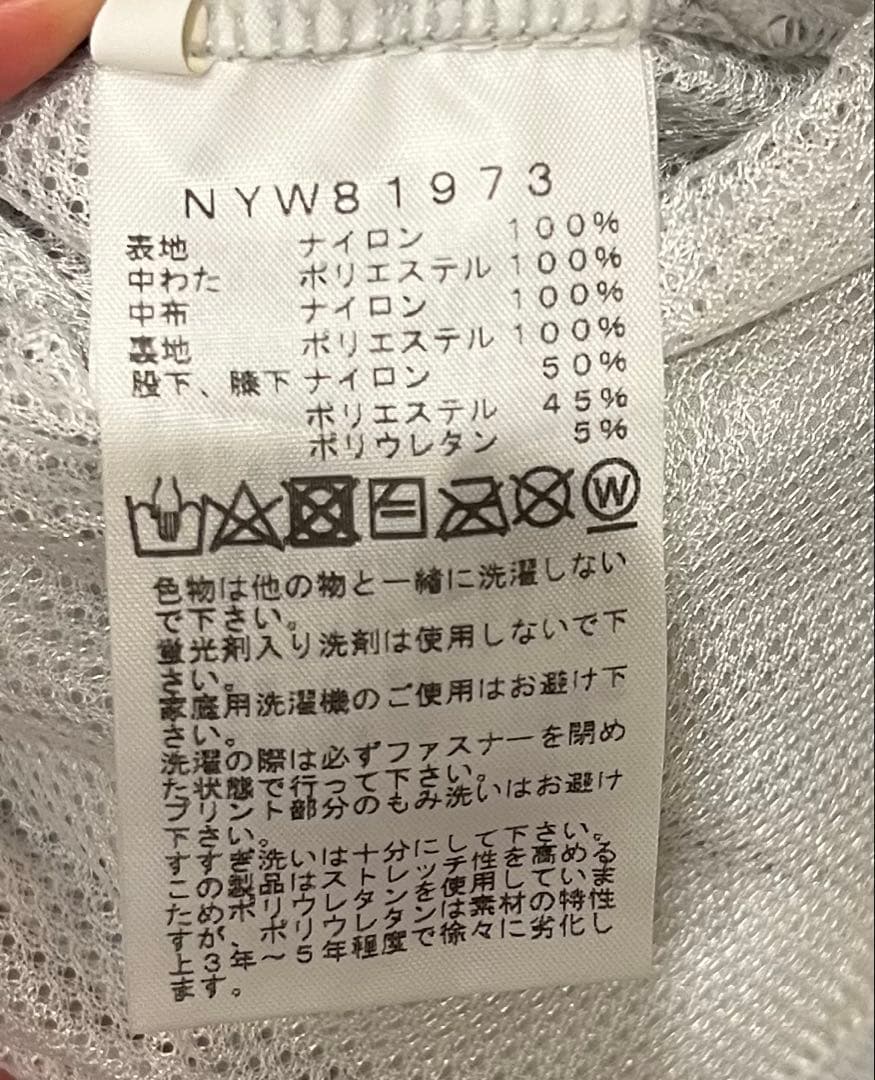 NYW81973
表地 ナイロン 100%
中わた ポリエステル 100%
中布 ナイロン 100%
裏地 ポリエステル 100%
股下、膝下 ナイロン 50%
ポリエステル 45%
ポリウレタン 5%
W
色物は他の物と一緒に洗濯しない
で下さい。
蛍光剤入り洗剤は使用しないで下
さい。
家庭用洗濯機のご使用はお避け下
さい。
洗濯の際は必ずファスナーを閉め
た状態で行って下さい。
プリント部分のもみ洗いはお避け
下さい。
すすぎ洗いは十分にして下さい。
この製品はストレッチ性を高める
ためポリウレタンを使用していま
すが、ポリウレタンは素材の特性
上3年～5年程度で徐々に劣化し
ます。